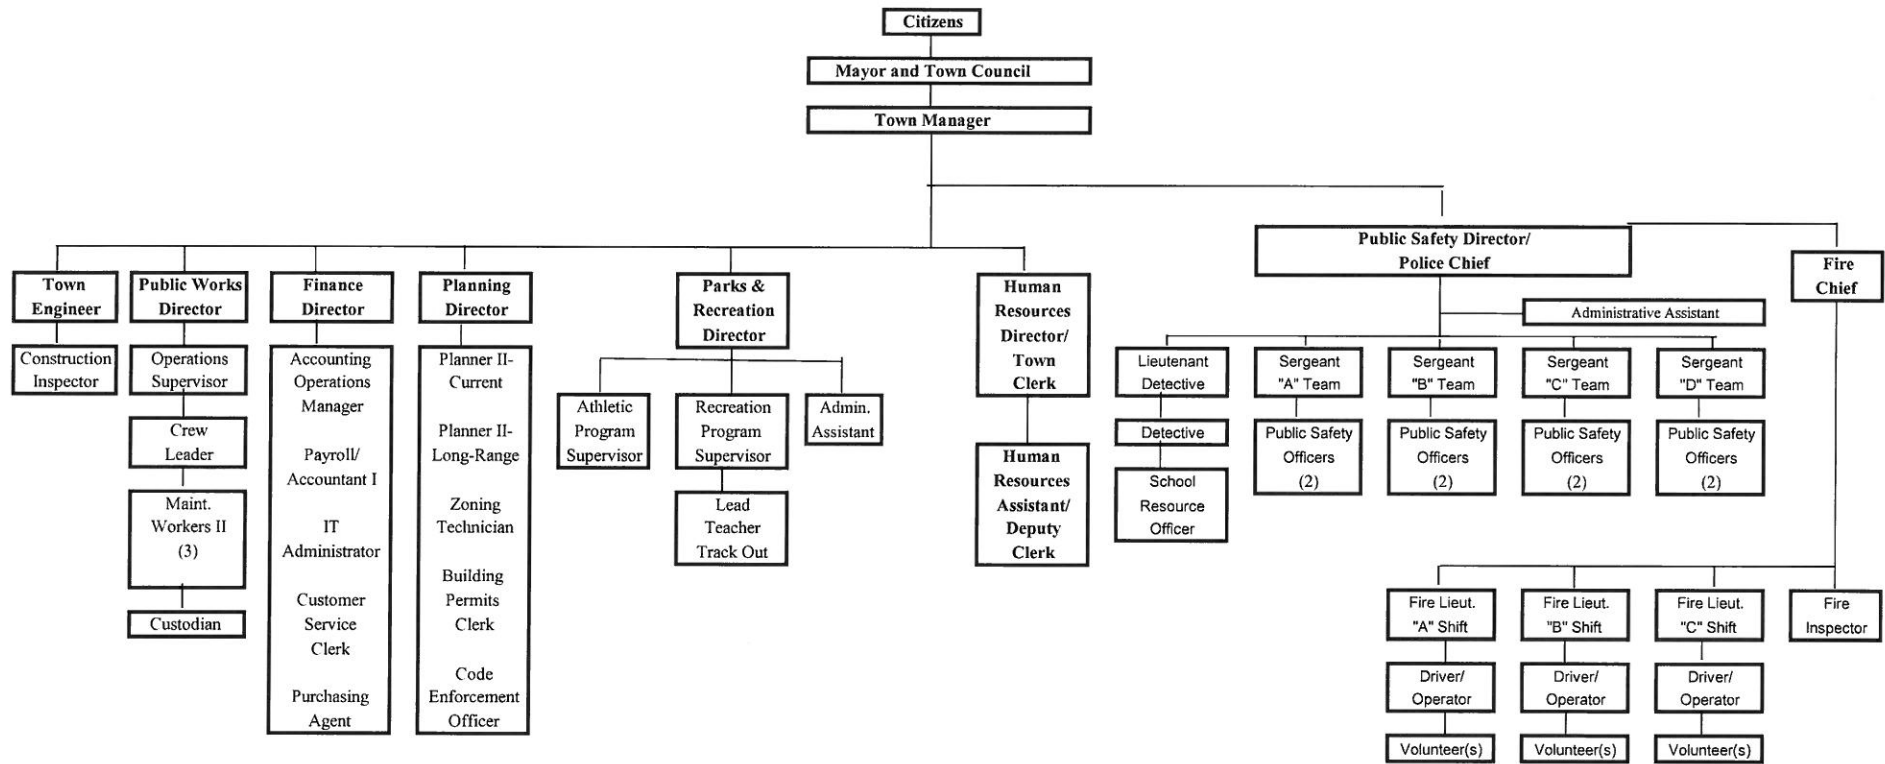 Citizens
Mayor and Town Council
Town Manager
Town
Engineer
Construction
Inspector
Public Works
Director
Operations
Supervisor
Crew
Leader
Maint.
Workers II
(3)
Custodian
Finance
Director
Accounting
Operations
Manager
Payroll/
Accountant I
IT
Administrator
Customer
Service
Clerk
Purchasing
Agent
Planning
Director
Planner II-
Current
Planner II-
Long-Range
Zoning
Technician
Building
Permits
Clerk
Code
Enforcement
Officer
Parks &
Recreation
Director
Athletic
Program
Supervisor
Recreation
Program
Supervisor
Lead
Teacher
Track Out
Admin.
Assistant
Human
Resources
Director/
Town
Clerk
Human
Resources
Assistant/
Deputy
Clerk
Public Safety Director/
Police Chief
Administrative Assistant
Lieutenant
Detective
Detective
School
Resource
Officer
Sergeant
"A" Team
Public Safety
Officers
(2)
Sergeant
"B" Team
Public Safety
Officers
(2)
Sergeant
"C" Team
Public Safety
Officers
(2)
Sergeant
"D" Team
Public Safety
Officers
(2)
Fire
Chief
Fire Lieut.
"A" Shift
Driver/
Operator
Volunteer(s)
Fire Lieut.
"B" Shift
Driver/
Operator
Volunteer(s)
Fire Lieut.
"C" Shift
Driver/
Operator
Volunteer(s)
Fire
Inspector